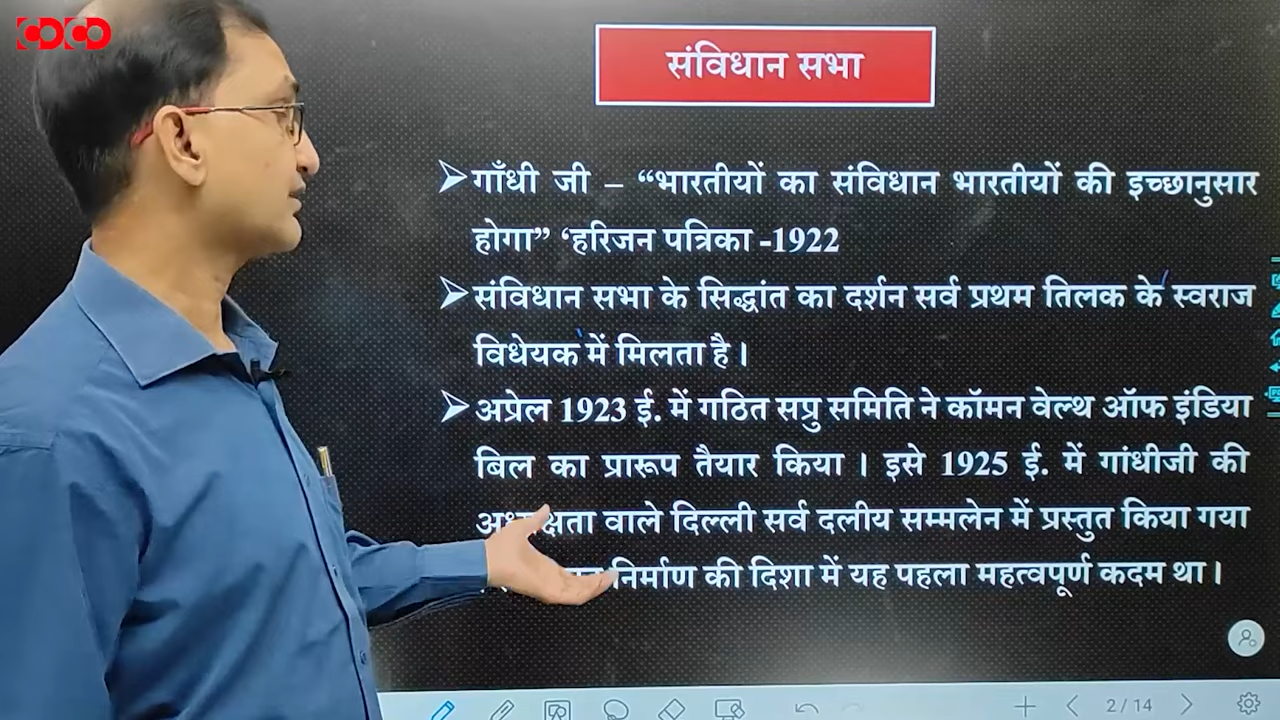 CDCD
संविधान सभा
गाँधी जी – “भारतीयों का संविधान भारतीयों की इच्छानुसार
होगा” ‘हरिजन पत्रिका -1922
संविधान सभा के सिद्धांत का दर्शन सर्व प्रथम तिलक के स्वराज
विधेयक में मिलता है।
अप्रेल 1923 ई. में गठित सप्रु समिति ने कॉमन वेल्थ ऑफ इंडिया
बिल का प्रारूप तैयार किया । इसे 1925 ई. में गांधीजी की
वाले दिल्ली सर्व दलीय सम्मलेन में प्रस्तुत किया गया
निर्माण की दिशा में यह पहला महत्वपूर्ण कदम था।
2/14